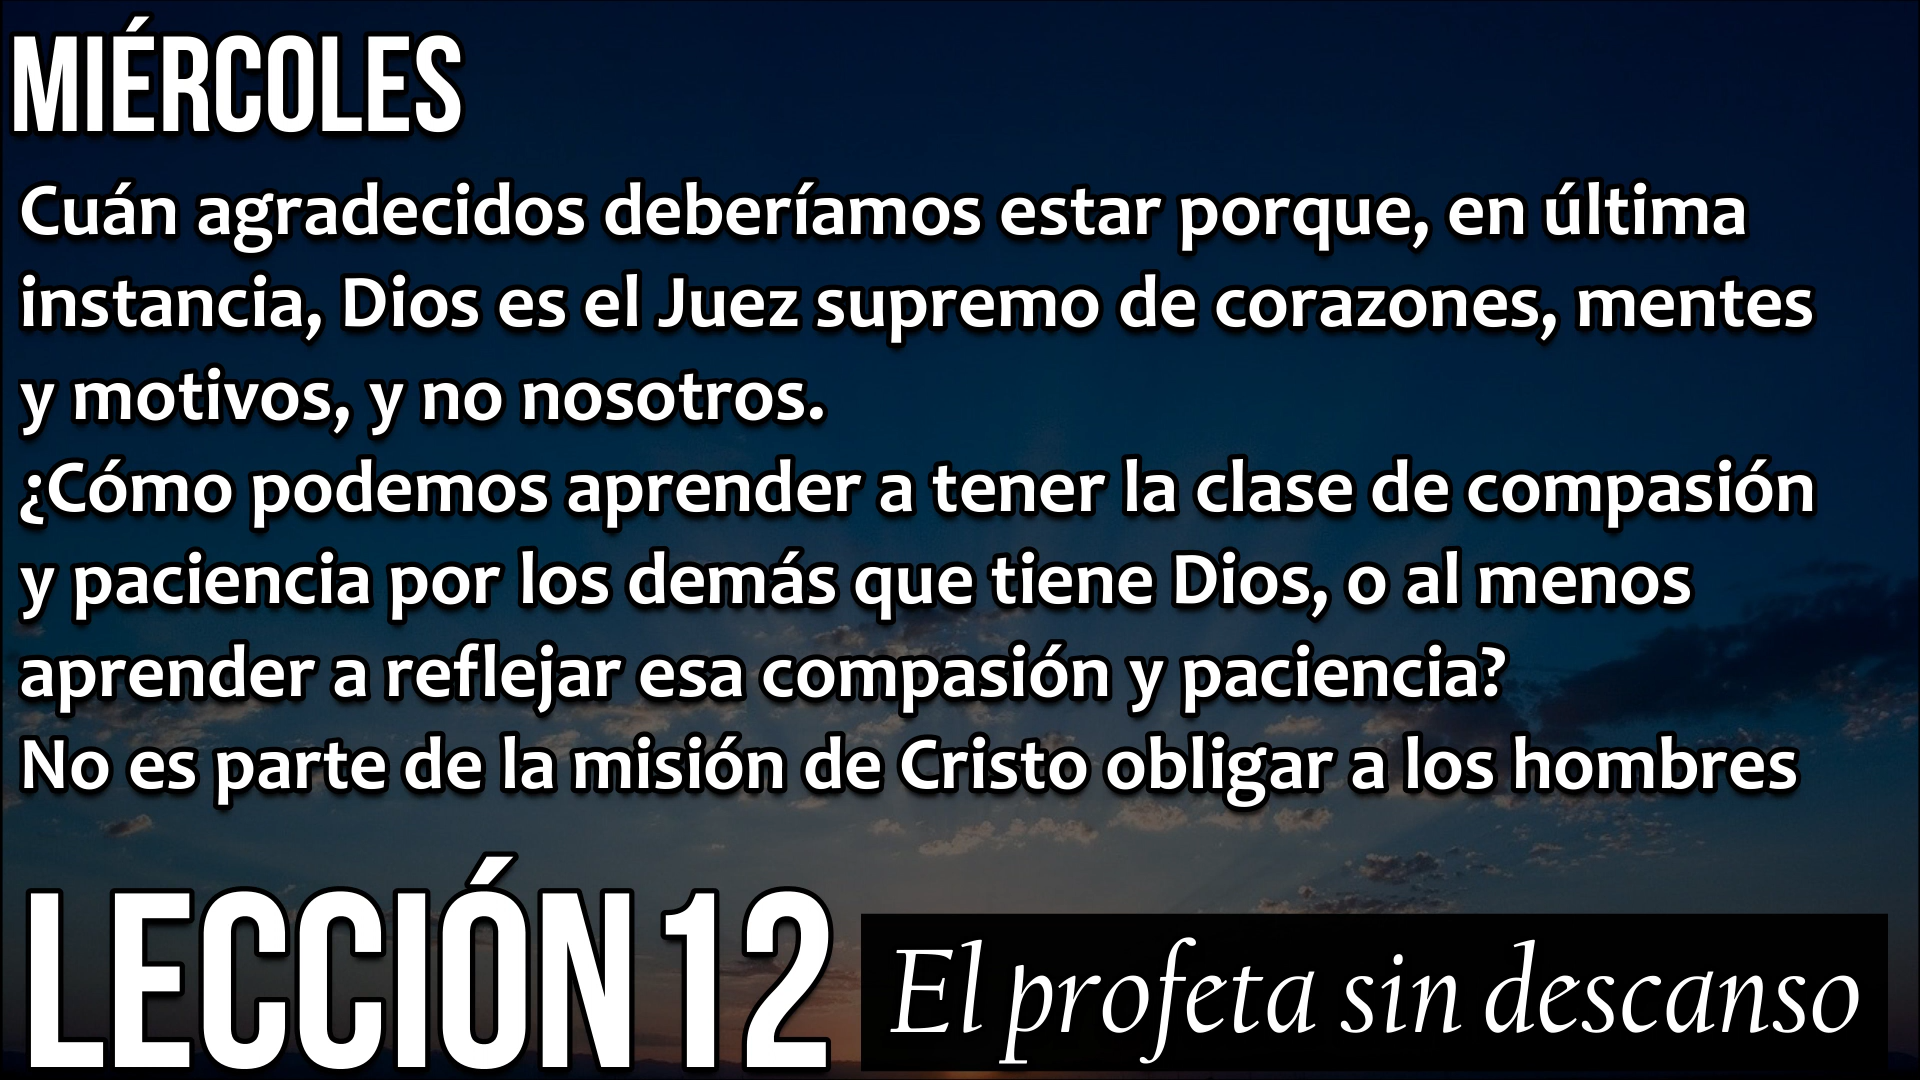 MIÉRCOLES
Cuán agradecidos deberíamos estar porque, en última
instancia, Dios es el Juez supremo de corazones, mentes
y motivos, y no nosotros.
¿Cómo podemos aprender a tener la clase de compasión
y paciencia por los demás que tiene Dios, o al menos
aprender a reflejar esa compasión y paciencia?
No es parte de la misión de Cristo obligar a los hombres
LECCIÓN 12 El profeta sin descanso